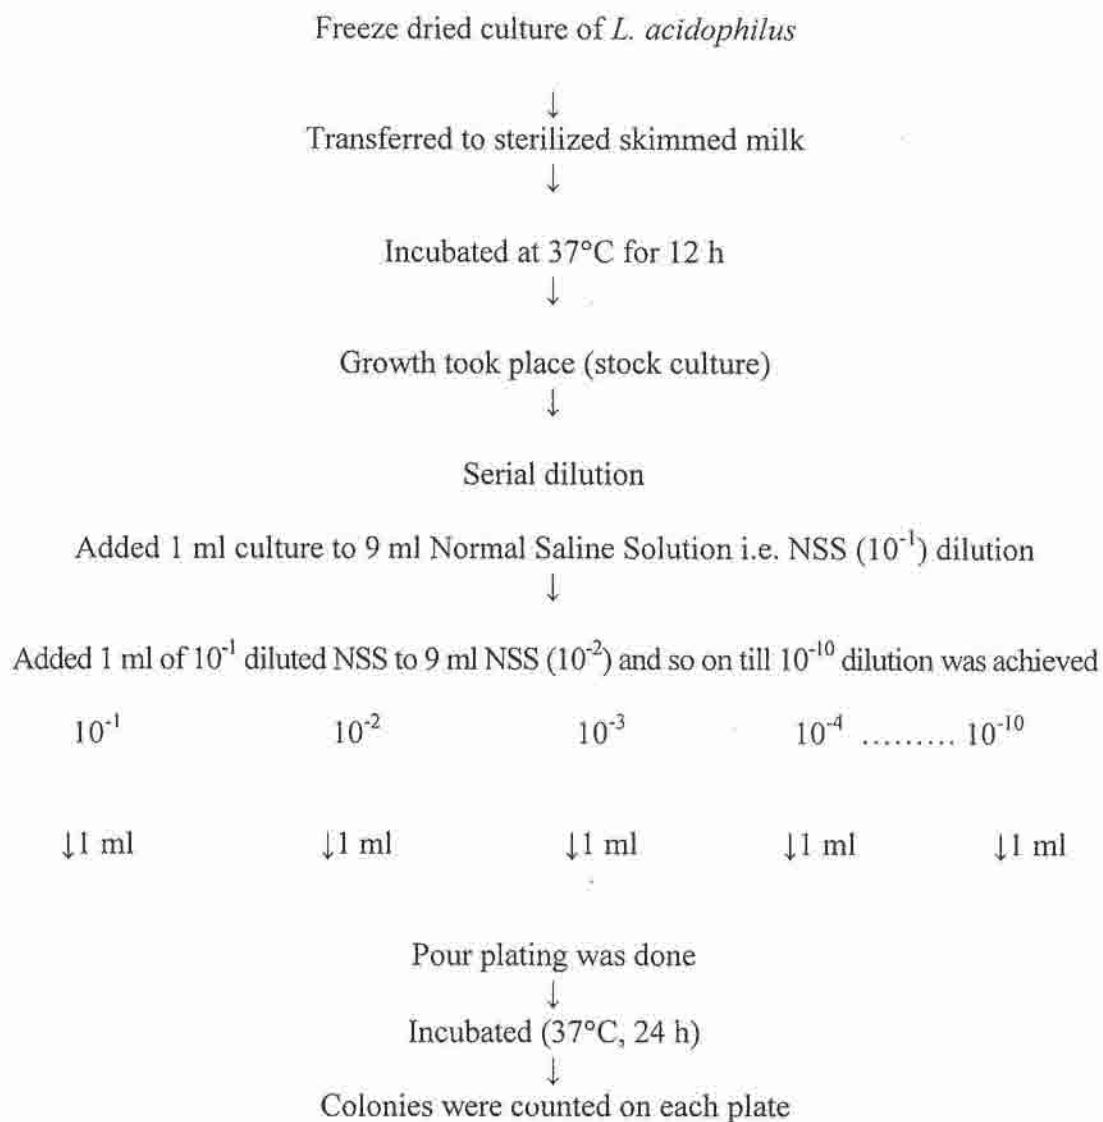 Freeze dried culture of L. acidophilus
↓
Transferred to sterilized skimmed milk
↓
Incubated at 37°C for 12 h
↓
Growth took place (stock culture)
↓
Serial dilution
Added 1 ml culture to 9 ml Normal Saline Solution i.e. NSS (10⁻¹) dilution
↓
Added 1 ml of 10⁻¹ diluted NSS to 9 ml NSS (10⁻²) and so on till 10⁻¹⁰ dilution was achieved
10⁻¹ 10⁻² 10⁻³ 10⁻⁴ ......... 10⁻¹⁰
↓1 ml ↓1 ml ↓1 ml ↓1 ml ↓1 ml
Pour plating was done
↓
Incubated (37°C, 24 h)
↓
Colonies were counted on each plate